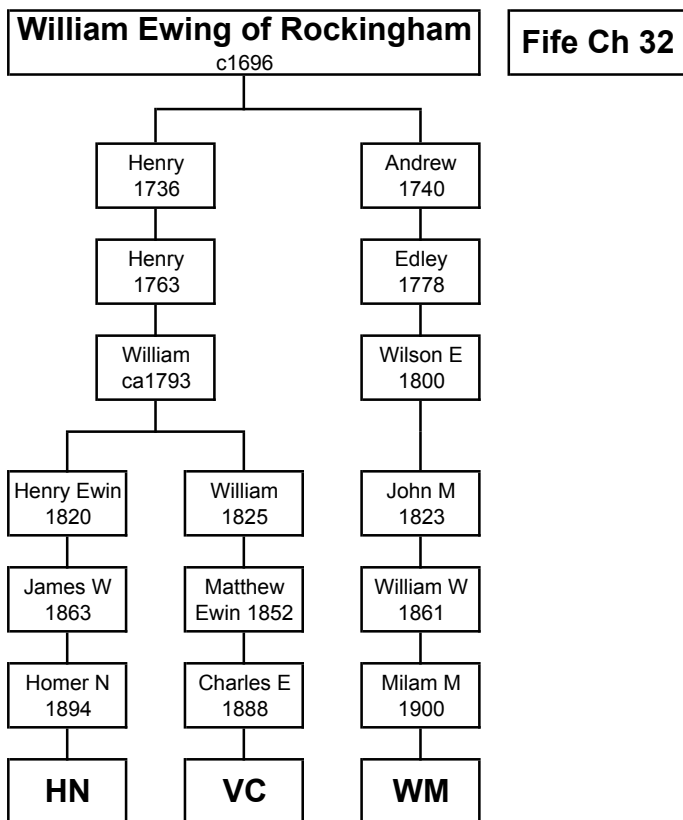 William Ewing of Rockingham
c1696
Fife Ch 32
Henry
1736
Andrew
1740
Henry
1763
Edley
1778
William
ca1793
Wilson E
1800
Henry Ewin
1820
William
1825
John M
1823
James W
1863
Matthew
Ewin 1852
William W
1861
Homer N
1894
Charles E
1888
Milam M
1900
HN
VC
WM